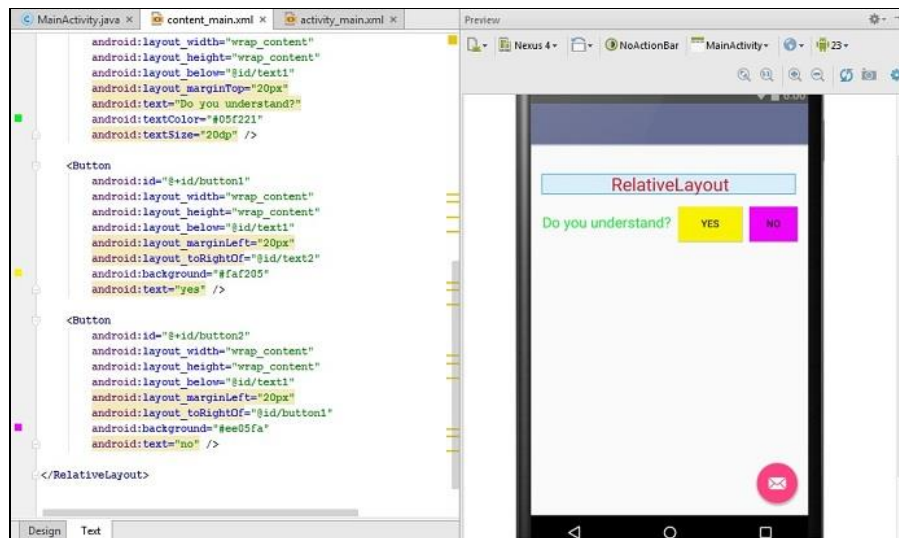 MainActivity.java × content_main.xml × activity_main.xml ×
android:layout_width="wrap_content"
android:layout_height="wrap_content"
android:layout_below="@id/text1"
android:layout_marginTop="20px"
android:text="Do you understand?"
android:textColor="#05f221"
android:textSize="20dp" />
<Button
android:id="@+id/button1"
android:layout_width="wrap_content"
android:layout_height="wrap_content"
android:layout_below="@id/text1"
android:layout_marginLeft="20px"
android:layout_toRightOf="@id/text2"
android:background="#faf205"
android:text="yes" />
<Button
android:id="@+id/button2"
android:layout_width="wrap_content"
android:layout_height="wrap_content"
android:layout_below="@id/text1"
android:layout_marginLeft="20px"
android:layout_toRightOf="@id/button1"
android:background="#ee05fa"
android:text="no" />
</RelativeLayout>
Design Text
Preview
Nexus 4 NoActionBar MainActivity 23
6:00
RelativeLayout
Do you understand? YES NO